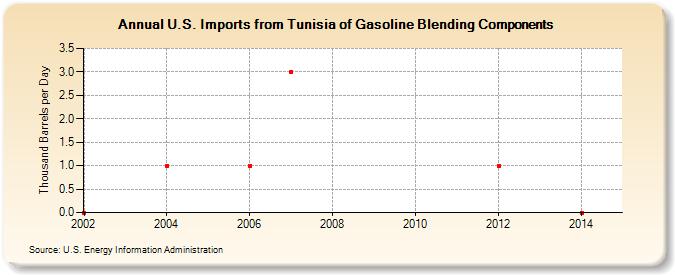 Annual U.S. Imports from Tunisia of Gasoline Blending Components
Thousand Barrels per Day
3.5
3.0
2.5
2.0
1.5
1.0
0.5
0.0
2002 2004 2006 2008 2010 2012 2014
Source: U.S. Energy Information Administration